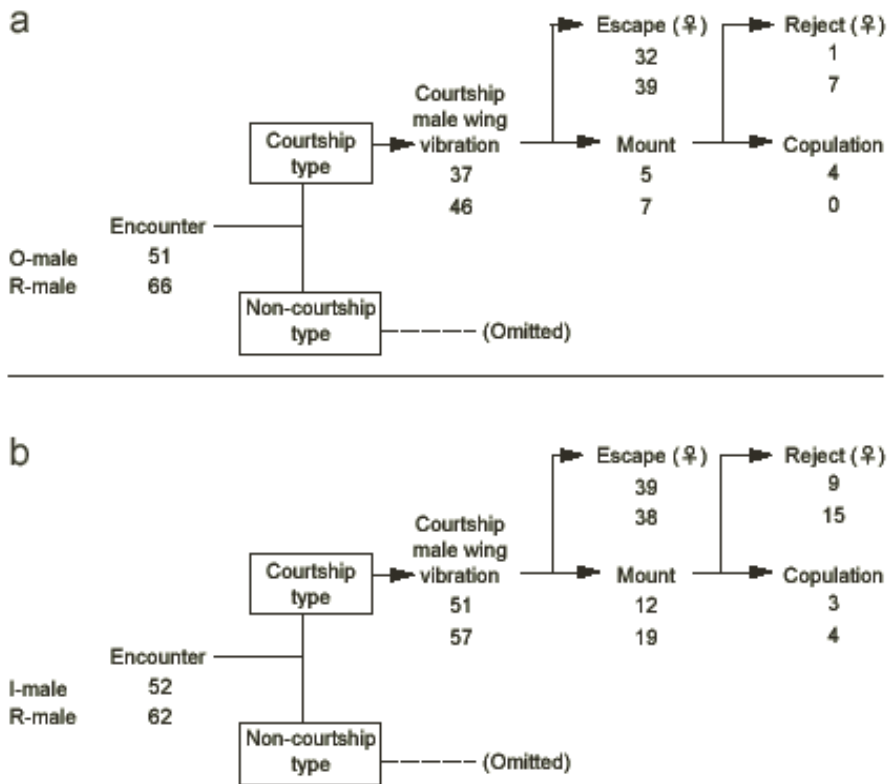 a
Escape (♀)
Reject (♀)
32
1
39
7
Courtship
male wing
vibration
Courtship
type
Mount
Copulation
37
5
4
46
7
0
Encounter
O-male
51
R-male
66
Non-courtship
type
(Omitted)
b
Escape (♀)
Reject (♀)
39
9
38
15
Courtship
male wing
vibration
Courtship
type
Mount
Copulation
51
12
3
57
19
4
Encounter
I-male
52
R-male
62
Non-courtship
type
(Omitted)